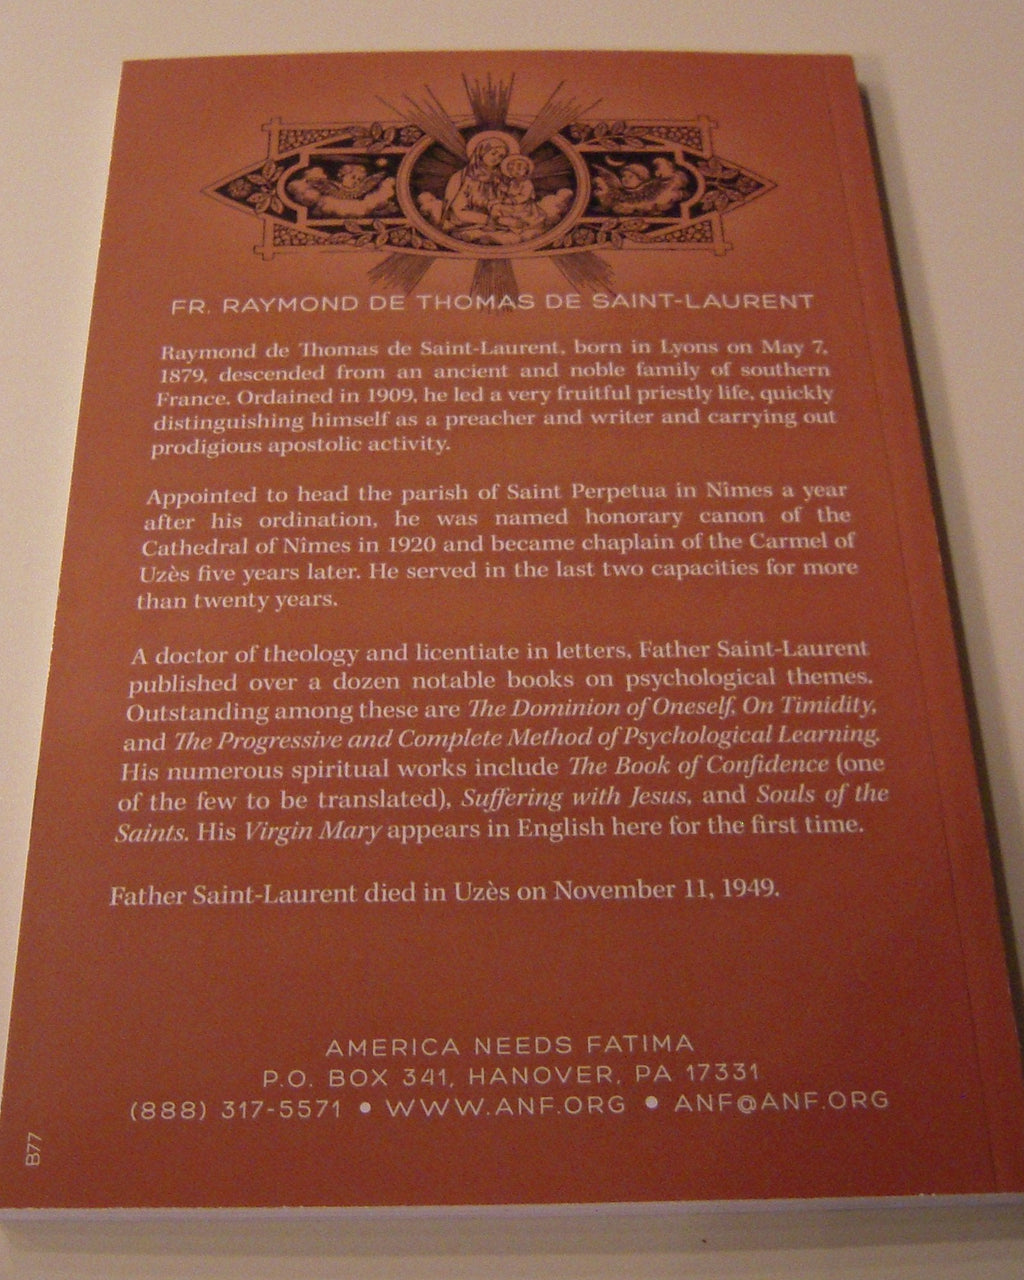 FR. RAYMOND DE THOMAS DE SAINT-LAURENT
Raymond de Thomas de Saint-Laurent, born in Lyons on May 7,
1879, descended from an ancient and noble family of southern
France. Ordained in 1909, he led a very fruitful priestly life, quickly
distinguishing himself as a preacher and writer and carrying out
prodigious apostolic activity.
Appointed to head the parish of Saint Perpetua in Nîmes a year
after his ordination, he was named honorary canon of the
Cathedral of Nîmes in 1920 and became chaplain of the Carmel of
Uzès five years later. He served in the last two capacities for more
than twenty years.
A doctor of theology and licentiate in letters, Father Saint-Laurent
published over a dozen notable books on psychological themes.
Outstanding among these are The Dominion of Oneself, On Timidity,
and The Progressive and Complete Method of Psychological Learning.
His numerous spiritual works include The Book of Confidence (one
of the few to be translated), Suffering with Jesus, and Souls of the
Saints. His Virgin Mary appears in English here for the first time.
Father Saint-Laurent died in Uzès on November 11, 1949.
AMERICA NEEDS FATIMA
P.O. BOX 341, HANOVER, PA 17331
(888) 317-5571 • WWW.ANF.ORG • ANF@ANF.ORG
B77